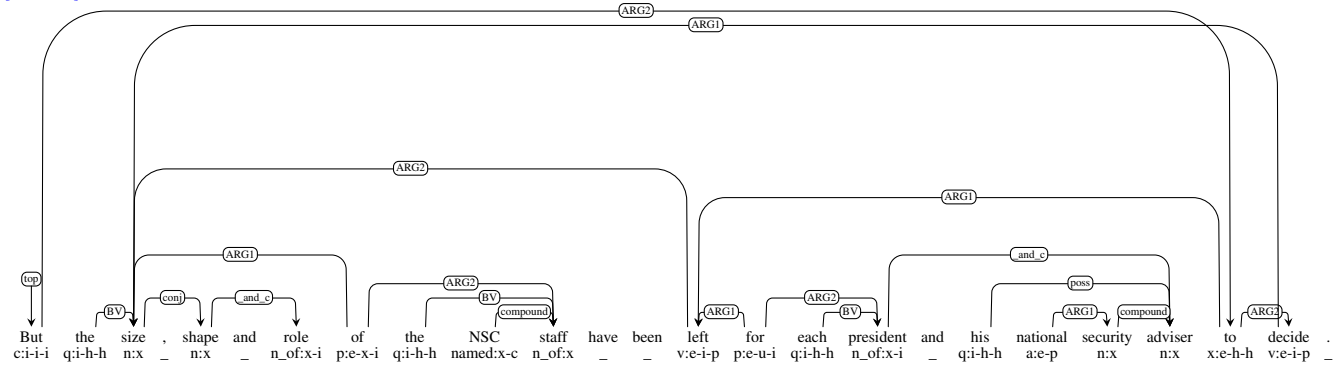 ARG2
ARG1
ARG2
ARG1
ARG1 _and_c
top ARG2 poss
BV conj _and_c BV compound ARG1 ARG2 BV ARG1 compound ARG2
But the size , shape and role of the NSC staff have been left for each president and his national security adviser to decide .
c:i-i-i q:i-h-h n:x _ n:x _ n_of:x-i p:e-x-i q:i-h-h named:x-c n_of:x _ _ v:e-i-p p:e-u-i q:i-h-h n_of:x-i _ q:i-h-h a:e-p n:x n:x x:e-h-h v:e-i-p _